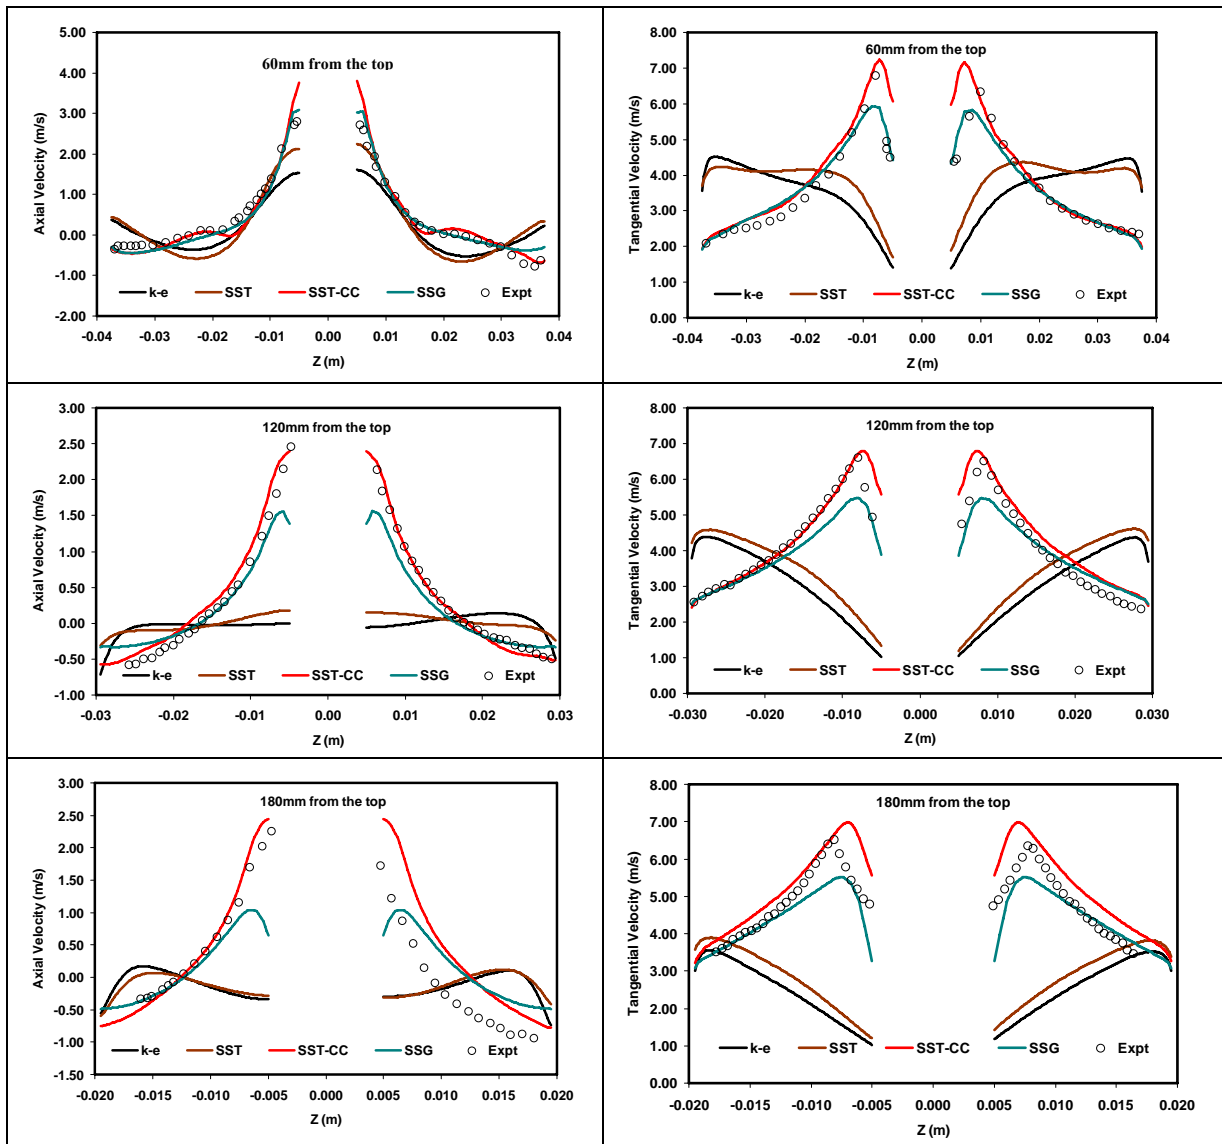 60mm from the top
Axial Velocity (m/s)
5.00
4.00
3.00
2.00
1.00
0.00
-1.00
-2.00
k-e SST SST-CC SSG Expt
-0.04 -0.03 -0.02 -0.01 0.00 0.01 0.02 0.03 0.04
Z (m)
60mm from the top
Tangential Velocity (m/s)
8.00
7.00
6.00
5.00
4.00
3.00
2.00
1.00
0.00
k-e SST SST-CC SSG Expt
-0.04 -0.03 -0.02 -0.01 0.00 0.01 0.02 0.03 0.04
Z (m)
120mm from the top
Axial Velocity (m/s)
3.00
2.50
2.00
1.50
1.00
0.50
0.00
-0.50
-1.00
k-e SST SST-CC SSG Expt
-0.03 -0.02 -0.01 0.00 0.01 0.02 0.03
Z (m)
120mm from the top
Tangential Velocity (m/s)
8.00
7.00
6.00
5.00
4.00
3.00
2.00
1.00
0.00
k-e SST SST-CC SSG Expt
-0.030 -0.020 -0.010 0.000 0.010 0.020 0.030
Z (m)
180mm from the top
Axial Velocity (m/s)
3.00
2.50
2.00
1.50
1.00
0.50
0.00
-0.50
-1.00
-1.50
k-e SST SST-CC SSG Expt
-0.020 -0.015 -0.010 -0.005 0.000 0.005 0.010 0.015 0.020
Z (m)
180mm from the top
Tangential Velocity (m/s)
8.00
7.00
6.00
5.00
4.00
3.00
2.00
1.00
0.00
k-e SST SST-CC SSG Expt
-0.020 -0.015 -0.010 -0.005 0.000 0.005 0.010 0.015 0.020
Z (m)